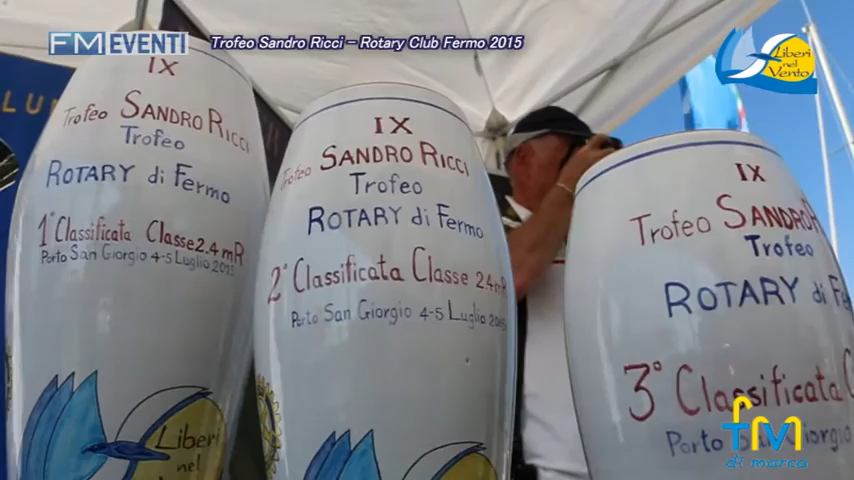 FM EVENTI
Trofeo Sandro Ricci - Rotary Club Fermo 2015
Liberi
nel
Vento
LU
IX
Trofeo SANDRO RICCI
Trofeo
ROTARY di Fermo
1° Classificata Classe 2.4 mR
Porto San Giorgio 4-5 Luglio 2015
Liberi
nel
IX
Trofeo SANDRO RICCI
Trofeo
ROTARY di Fermo
2° Classificata Classe 2.4 mR
Porto San Giorgio 4-5 Luglio 2015
IX
Trofeo SANDRO R
Trofeo
ROTARY di Fe
3° Classificata C
Porto San Giorgio
fm
di marca